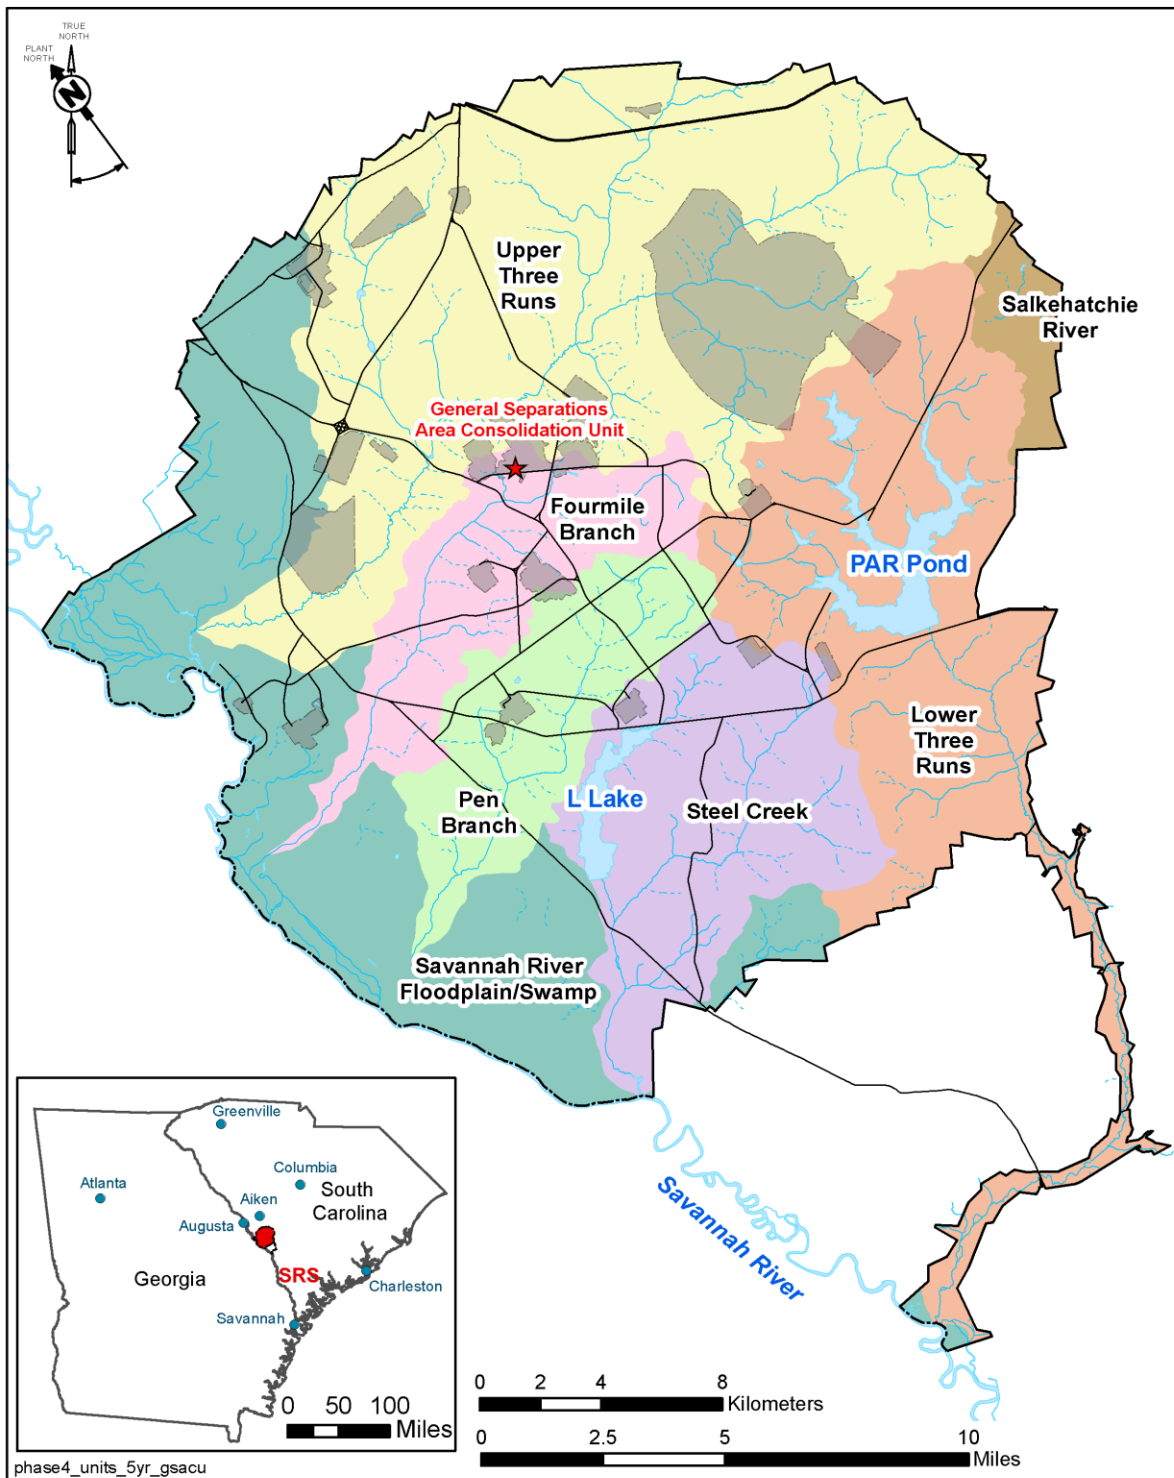 TRUE
NORTH
PLANT
NORTH
N
Upper
Three
Runs
Salkehatchie
River
General Separations
Area Consolidation Unit
Fourmile
Branch
PAR Pond
Lower
Three
Runs
L Lake
Steel Creek
Pen
Branch
Savannah River
Floodplain/Swamp
Savannah River
Greenville
Columbia
Atlanta
South
Carolina
Aiken
Augusta
Georgia
SRS
Charleston
Savannah
0 50 100
Miles
0 2 4 8
Kilometers
0 2.5 5 10
Miles
phase4_units_5yr_gsacu